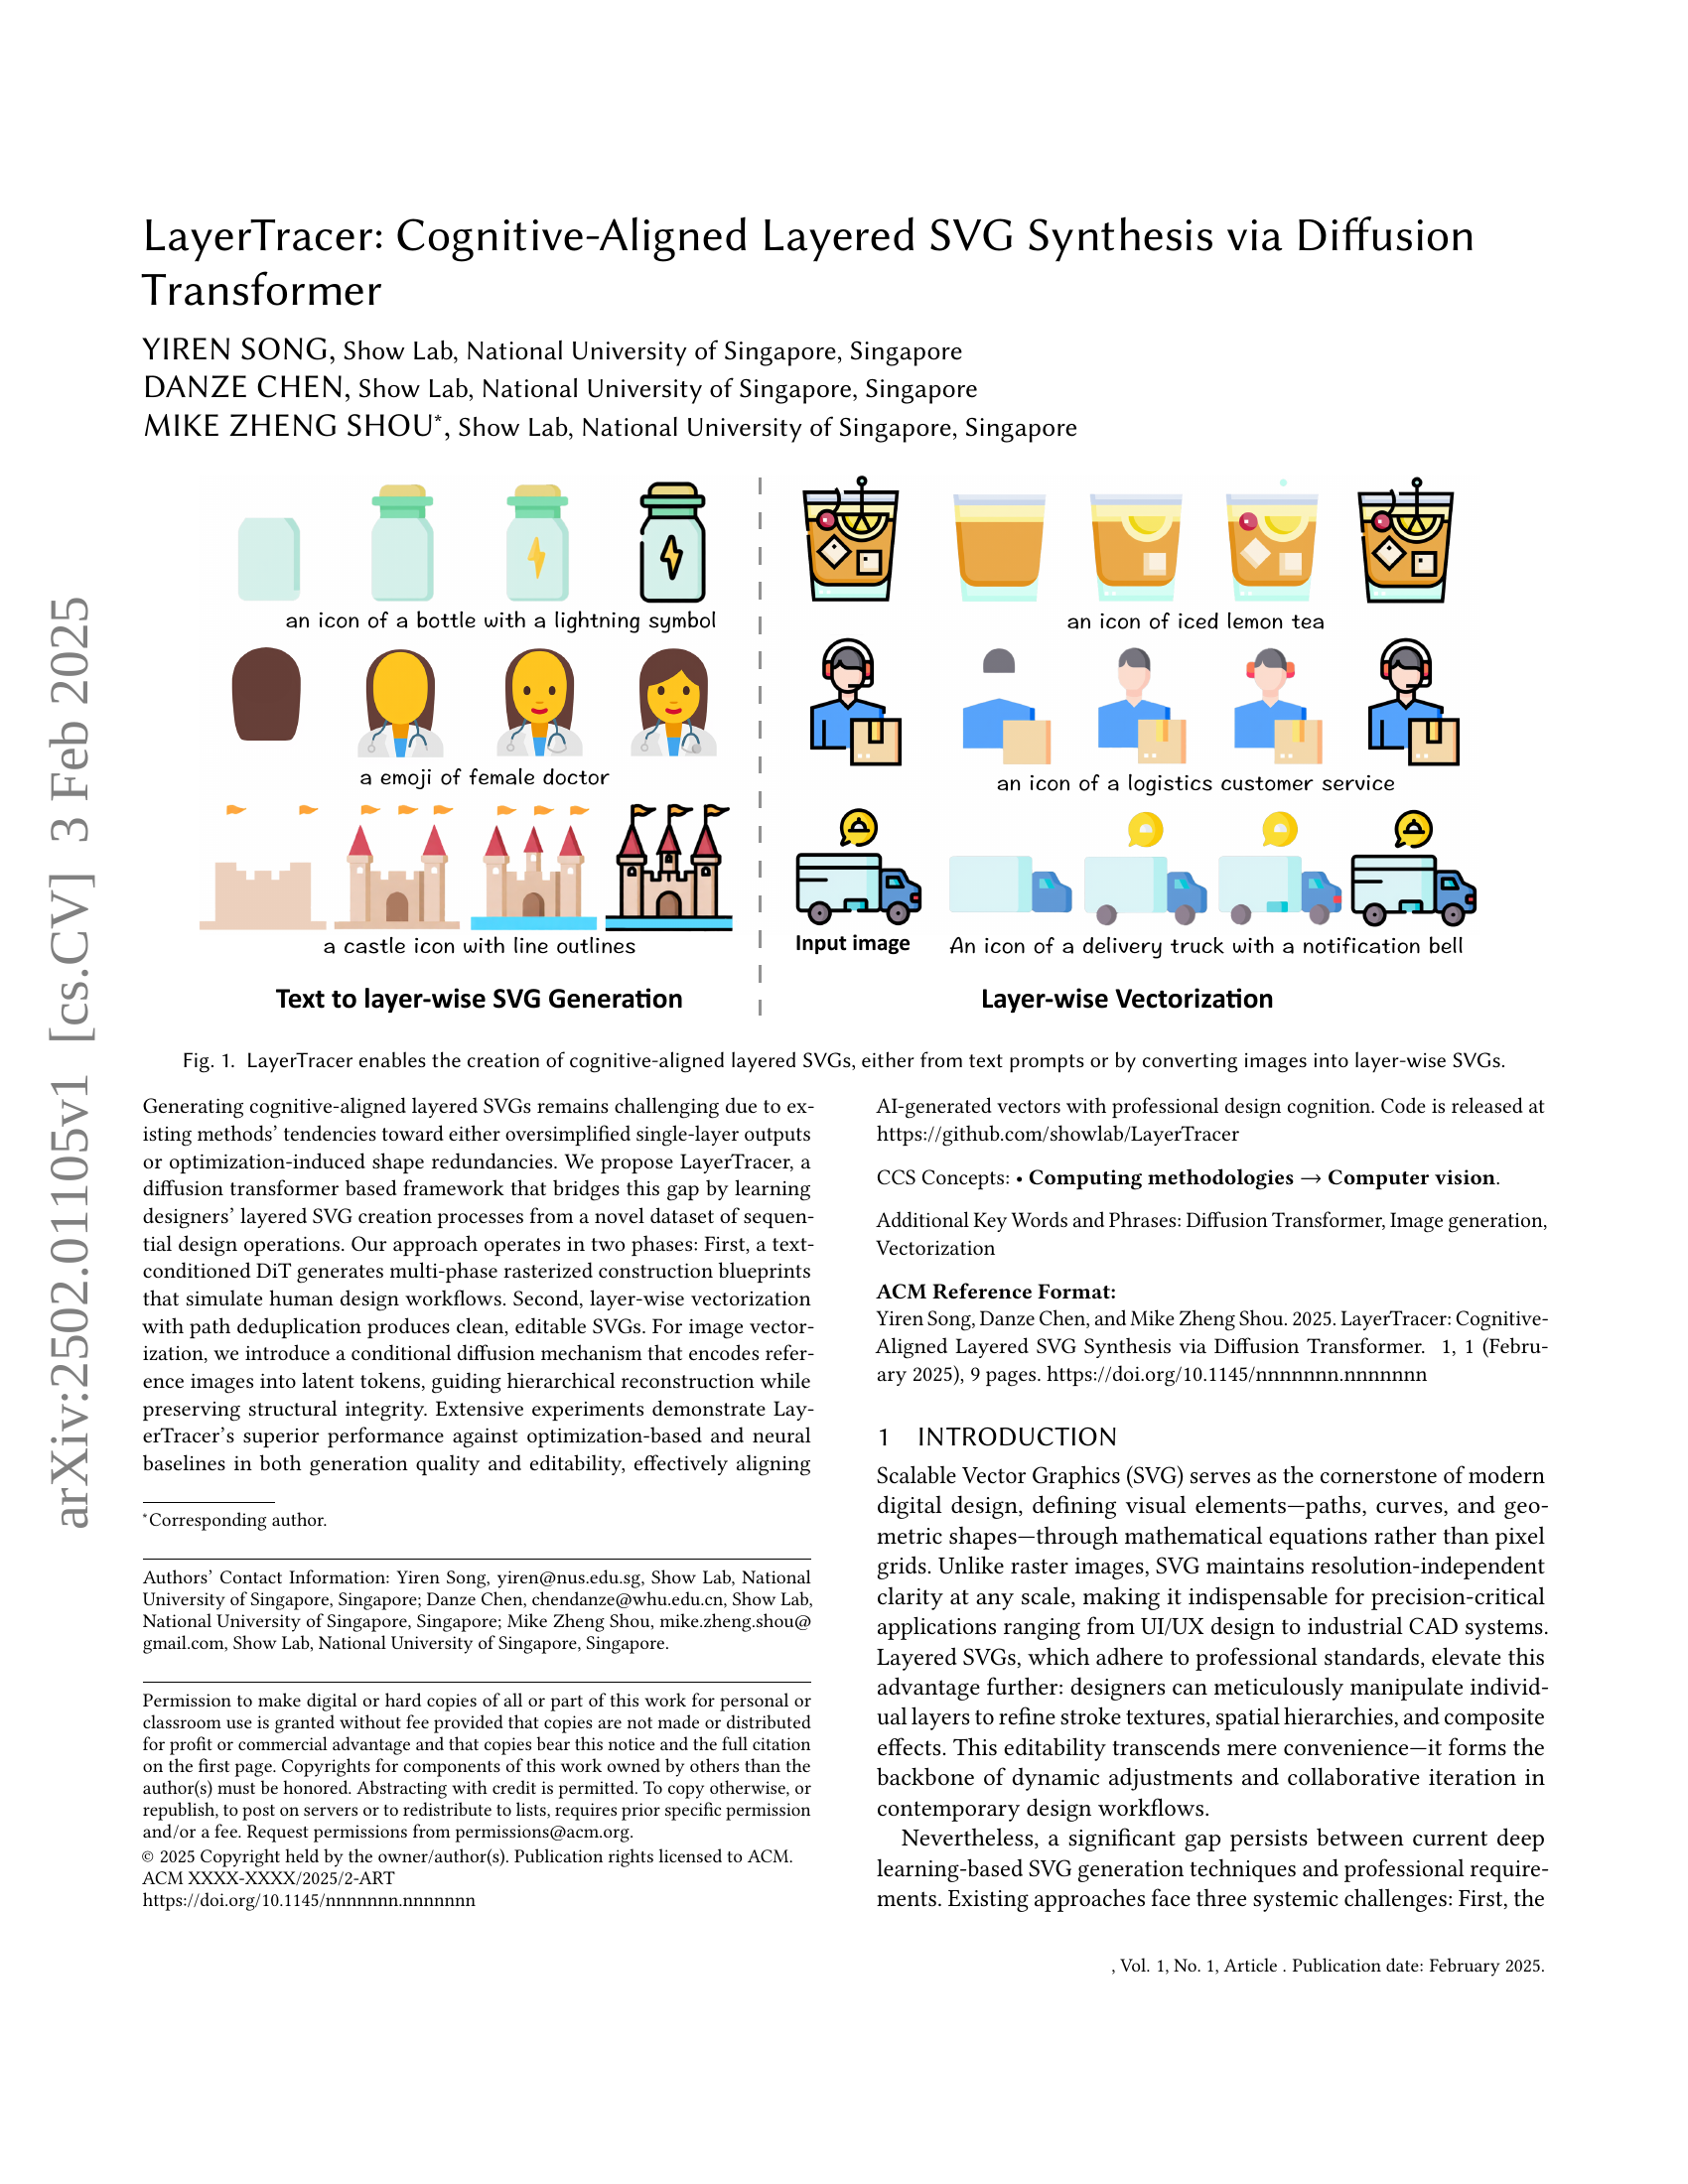 arXiv:2502.01105v1 [cs.CV] 3 Feb 2025
LayerTracer: Cognitive-Aligned Layered SVG Synthesis via Diffusion
Transformer
YIREN SONG, Show Lab, National University of Singapore, Singapore
DANZE CHEN, Show Lab, National University of Singapore, Singapore
MIKE ZHENG SHOU*, Show Lab, National University of Singapore, Singapore
an icon of a bottle with a lightning symbol
a emoji of female doctor
a castle icon with line outlines
Text to layer-wise SVG Generation
an icon of iced lemon tea
an icon of a logistics customer service
Input image
An icon of a delivery truck with a notification bell
Layer-wise Vectorization
Fig. 1. LayerTracer enables the creation of cognitive-aligned layered SVGs, either from text prompts or by converting images into layer-wise SVGs.
Generating cognitive-aligned layered SVGs remains challenging due to ex-
isting methods' tendencies toward either oversimplified single-layer outputs
or optimization-induced shape redundancies. We propose LayerTracer, a
diffusion transformer based framework that bridges this gap by learning
designers' layered SVG creation processes from a novel dataset of sequen-
tial design operations. Our approach operates in two phases: First, a text-
conditioned DiT generates multi-phase rasterized construction blueprints
that simulate human design workflows. Second, layer-wise vectorization
with path deduplication produces clean, editable SVGs. For image vector-
ization, we introduce a conditional diffusion mechanism that encodes refer-
ence images into latent tokens, guiding hierarchical reconstruction while
preserving structural integrity. Extensive experiments demonstrate Lay-
erTracer's superior performance against optimization-based and neural
baselines in both generation quality and editability, effectively aligning
*Corresponding author.
Authors' Contact Information: Yiren Song, yiren@nus.edu.sg, Show Lab, National
University of Singapore, Singapore; Danze Chen, chendanze@whu.edu.cn, Show Lab,
National University of Singapore, Singapore; Mike Zheng Shou, mike.zheng.shou@
gmail.com, Show Lab, National University of Singapore, Singapore.
Permission to make digital or hard copies of all or part of this work for personal or
classroom use is granted without fee provided that copies are not made or distributed
for profit or commercial advantage and that copies bear this notice and the full citation
on the first page. Copyrights for components of this work owned by others than the
author(s) must be honored. Abstracting with credit is permitted. To copy otherwise, or
republish, to post on servers or to redistribute to lists, requires prior specific permission
and/or a fee. Request permissions from permissions@acm.org.
© 2025 Copyright held by the owner/author(s). Publication rights licensed to ACM.
ACM XXXX-XXXX/2025/2-ART
https://doi.org/10.1145/nnnnnnn.nnnnnnn
AI-generated vectors with professional design cognition. Code is released at
https://github.com/showlab/LayerTracer
CCS Concepts: • Computing methodologies → Computer vision.
Additional Key Words and Phrases: Diffusion Transformer, Image generation,
Vectorization
ACM Reference Format:
Yiren Song, Danze Chen, and Mike Zheng Shou. 2025. LayerTracer: Cognitive-
Aligned Layered SVG Synthesis via Diffusion Transformer. 1, 1 (Febru-
ary 2025), 9 pages. https://doi.org/10.1145/nnnnnnn.nnnnnnn
1 INTRODUCTION
Scalable Vector Graphics (SVG) serves as the cornerstone of modern
digital design, defining visual elements—paths, curves, and geo-
metric shapes—through mathematical equations rather than pixel
grids. Unlike raster images, SVG maintains resolution-independent
clarity at any scale, making it indispensable for precision-critical
applications ranging from UI/UX design to industrial CAD systems.
Layered SVGs, which adhere to professional standards, elevate this
advantage further: designers can meticulously manipulate individ-
ual layers to refine stroke textures, spatial hierarchies, and composite
effects. This editability transcends mere convenience—it forms the
backbone of dynamic adjustments and collaborative iteration in
contemporary design workflows.
Nevertheless, a significant gap persists between current deep
learning-based SVG generation techniques and professional require-
ments. Existing approaches face three systemic challenges: First, the
, Vol. 1, No. 1, Article . Publication date: February 2025.